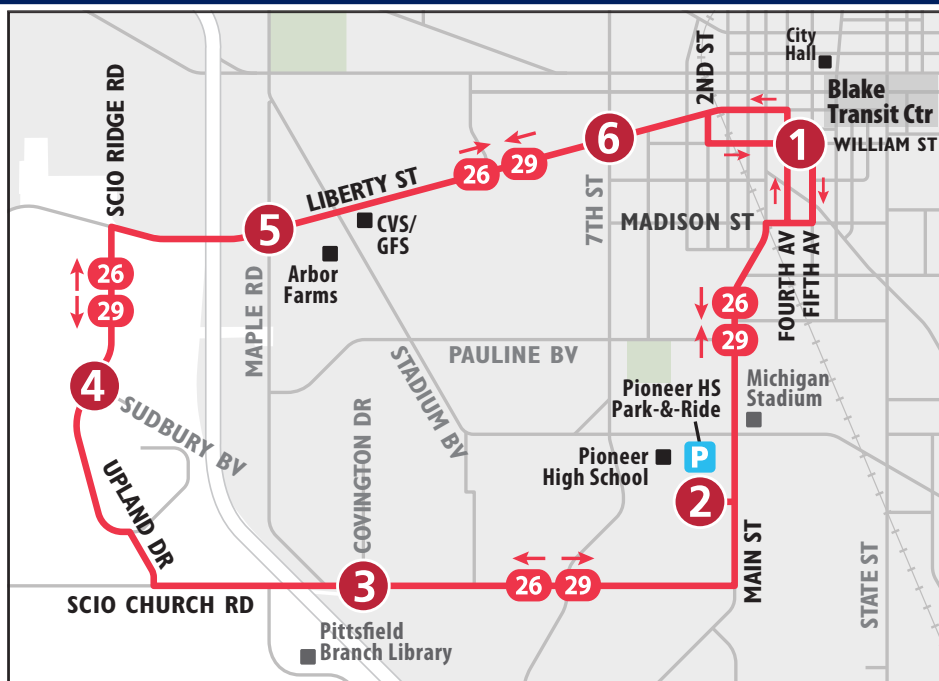 City
Hall
Blake
Transit Ctr
2ND ST
1
WILLIAM ST
SCIO RIDGE RD
6
29
26
LIBERTY ST
7TH ST
MADISON ST
5
CVS/
GFS
Arbor
Farms
MAPLE RD
26
29
FOURTH AV
FIFTH AV
26
29
PAULINE BV
STADIUM BV
4
SUDBURY BV
Pioneer HS
Park-&-Ride
Michigan
Stadium
P
Pioneer
High School
2
UPLAND DR
COVINGTON DR
MAIN ST
STATE ST
3
26
29
SCIO CHURCH RD
Pittsfield
Branch Library